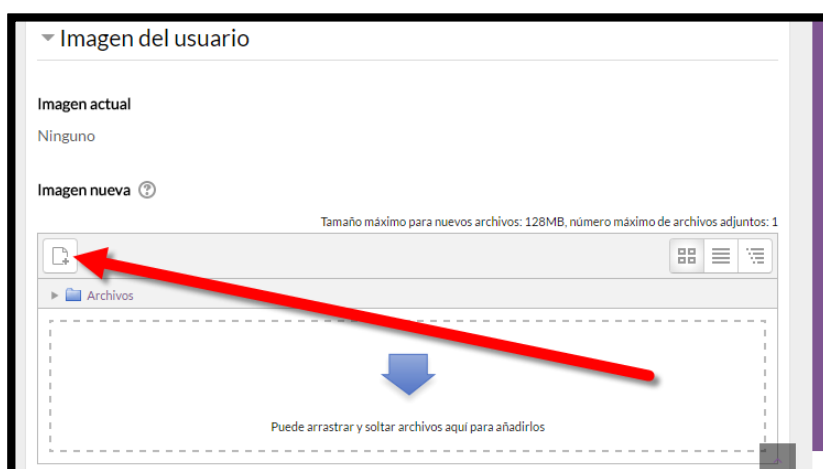 Imagen del usuario
Imagen actual
Ninguno
Imagen nueva ?
Tamaño máximo para nuevos archivos: 128MB, número máximo de archivos adjuntos: 1
Archivos
Puede arrastrar y soltar archivos aquí para añadirlos